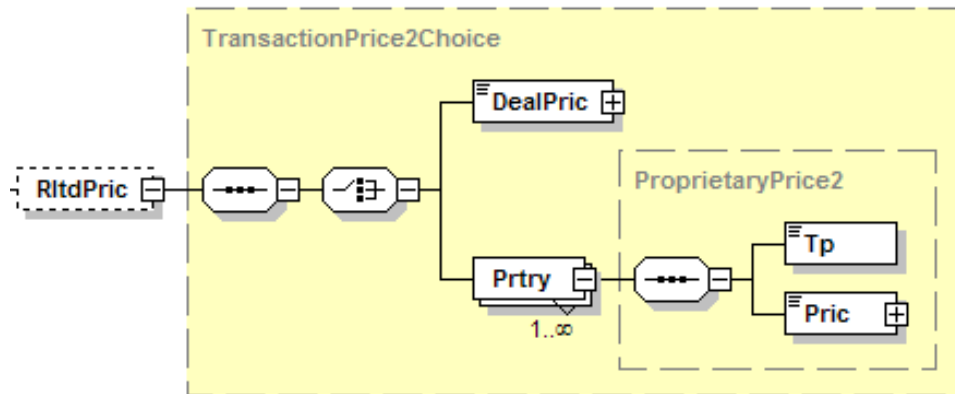 TransactionPrice2Choice
DealPric
RltdPric
ProprietaryPrice2
Tp
Prtry
Pric
1..∞